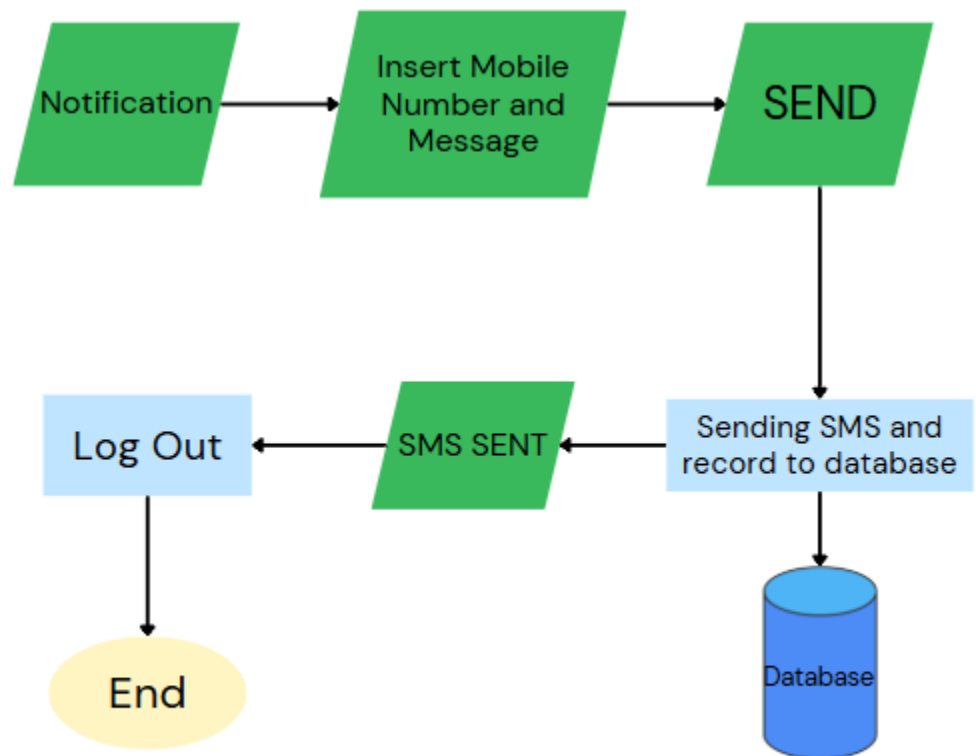 Notification
Insert Mobile
Number and
Message
SEND
Sending SMS and
record to database
SMS SENT
Log Out
End
Database